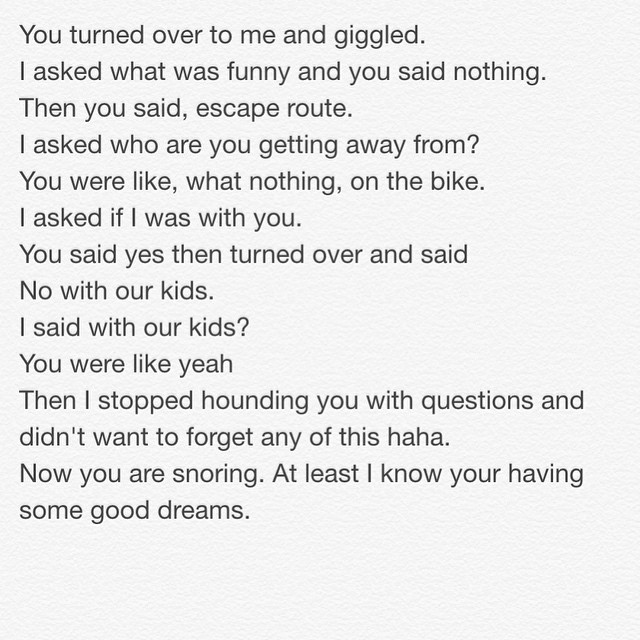 You turned over to me and giggled.
I asked what was funny and you said nothing.
Then you said, escape route.
I asked who are you getting away from?
You were like, what nothing, on the bike.
I asked if I was with you.
You said yes then turned over and said
No with our kids.
I said with our kids?
You were like yeah
Then I stopped hounding you with questions and
didn't want to forget any of this haha.
Now you are snoring. At least I know your having
some good dreams.